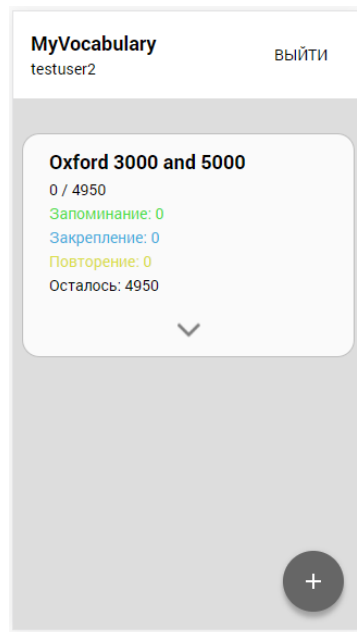 MyVocabulary
testuser2
ВЫЙТИ
Oxford 3000 and 5000
0 / 4950
Запоминание: 0
Закрепление: 0
Повторение: 0
Осталось: 4950
+